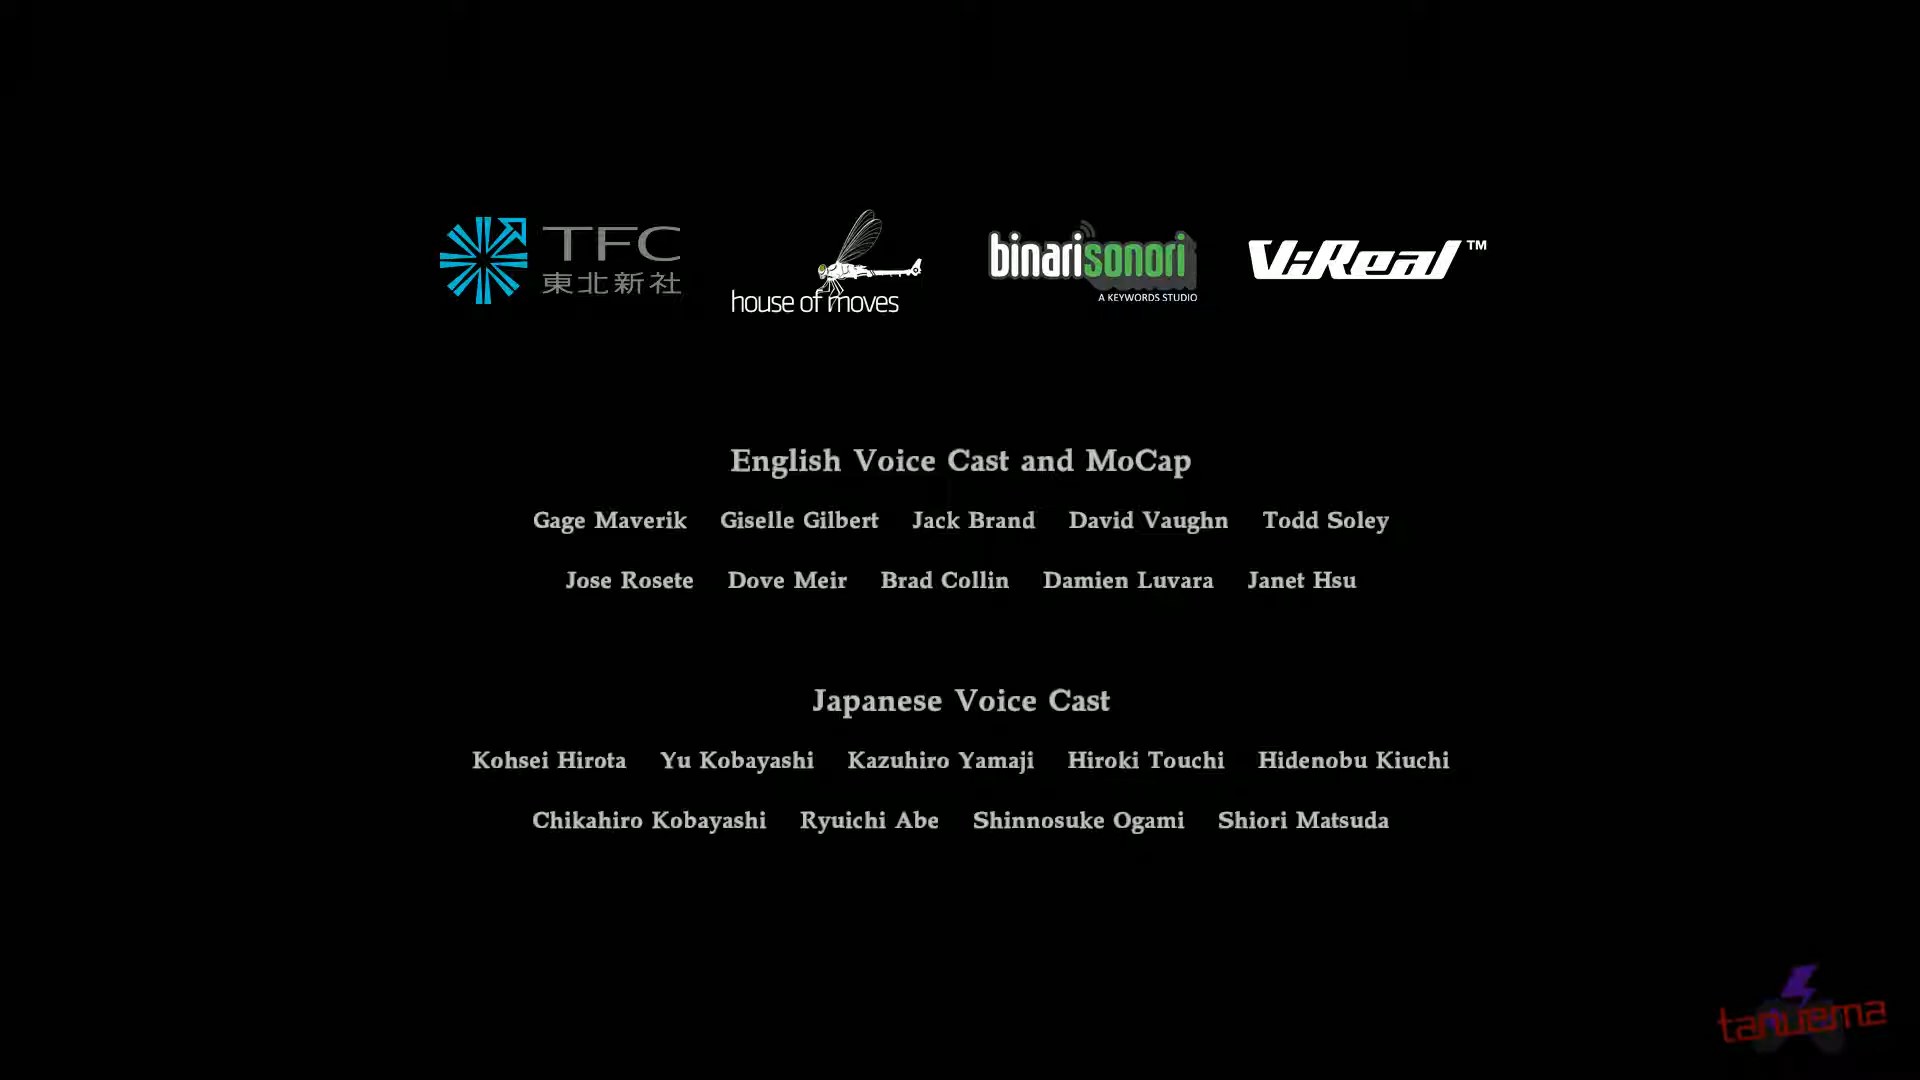 TFC
東北新社
house of moves
binarisonori
A KEYWORDS STUDIO
ViReal ™
English Voice Cast and MoCap
Gage Maverik Giselle Gilbert Jack Brand David Vaughn Todd Soley
Jose Rosete Dove Meir Brad Collin Damien Luvara Janet Hsu
Japanese Voice Cast
Kohsei Hirota Yu Kobayashi Kazuhiro Yamaji Hiroki Touchi Hidenobu Kiuchi
Chikahiro Kobayashi Ryuichi Abe Shinnosuke Ogami Shiori Matsuda